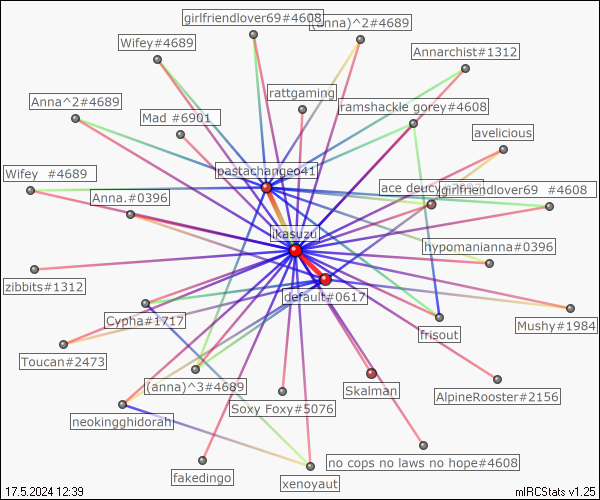 girlfriendlover69#4608
(anna)^2#4689
Wifey#4689
Annarchist#1312
rattgaming
Anna^2#4689
ramshackle gorey#4608
Mad #6901
avelicious
pastachangeo41
Wifey #4689
ace deucy
girlfriendlover69 #4608
Anna.#0396
ikasuzu
hypomanianna#0396
zibbits#1312
default#0617
Cypha#1717
Mushy#1984
frisout
Toucan#2473
(anna)^3#4689
Skalman
AlpineRooster#2156
Soxy Foxy#5076
neokingghidorah
no cops no laws no hope#4608
fakedingo
xenoyaut
17.5.2024 12:39
mIRCStats v1.25